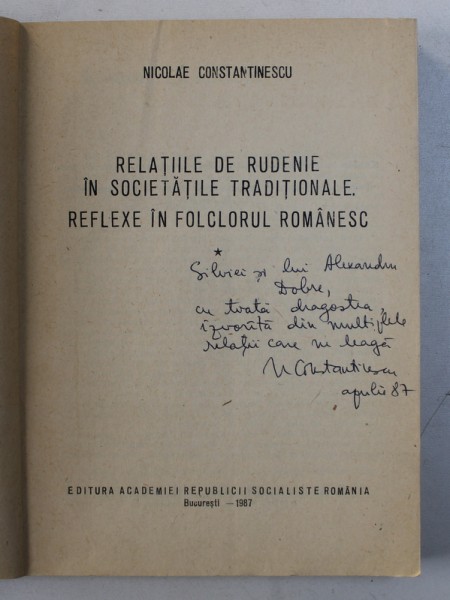 NICOLAE CONSTANTINESCU
RELAȚIILE DE RUDENIE
ÎN SOCIETĂȚILE TRADIȚIONALE.
REFLEXE ÎN FOLCLORUL ROMÂNESC
*
Silviei și lui Alexandru
Dobre,
cu toată dragostea,
izvorîtă din multiplele
relații care ne leagă
N Constantinescu
aprilie 87
EDITURA ACADEMIEI REPUBLICII SOCIALISTE ROMÂNIA
București —1987